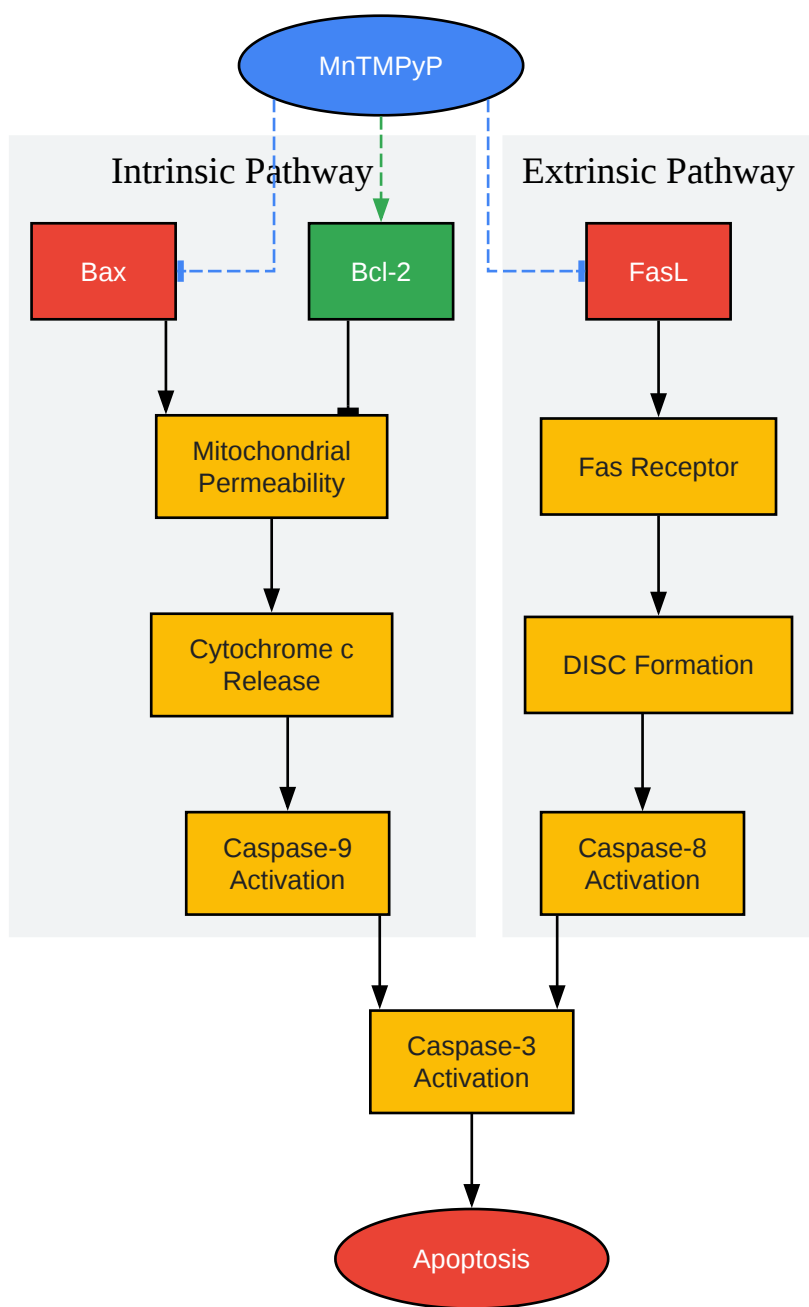 MnTMPyP
Intrinsic Pathway
Extrinsic Pathway
Bax
Bcl-2
FasL
Mitochondrial
Permeability
Fas Receptor
Cytochrome c
Release
DISC Formation
Caspase-9
Activation
Caspase-8
Activation
Caspase-3
Activation
Apoptosis